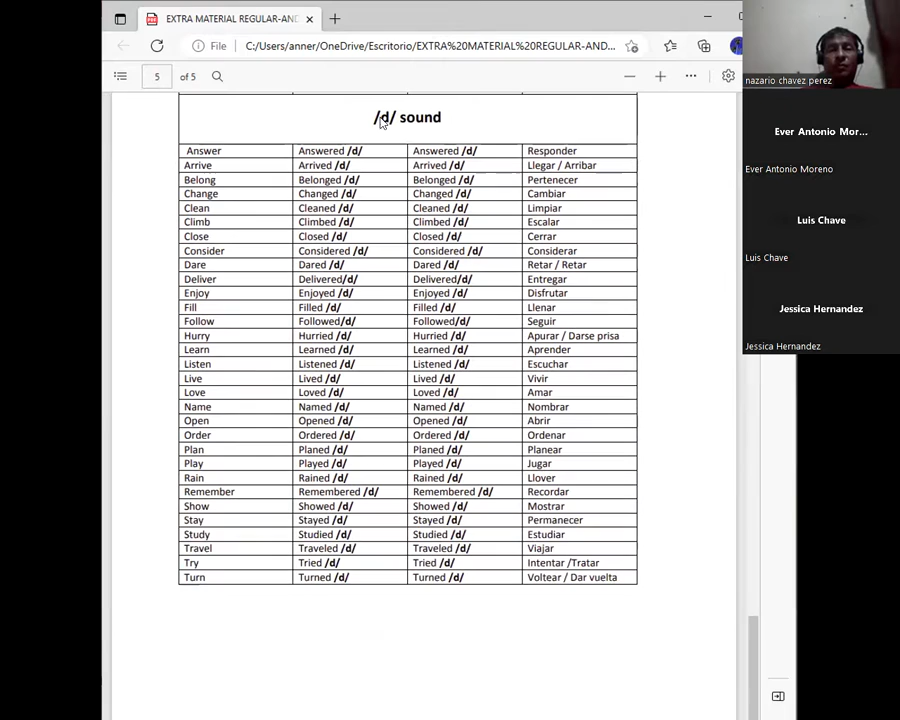 EXTRA MATERIAL REGULAR-AND
File
C:/Users/anner/OneDrive/Escritorio/EXTRA%20MATERIAL%20REGULAR-AND...
5 of 5
/d/ sound
Answer Answered /d/ Answered /d/ Responder
Arrive Arrived /d/ Arrived /d/ Llegar / Arribar
Belong Belonged /d/ Belonged /d/ Pertenecer
Change Changed /d/ Changed /d/ Cambiar
Clean Cleaned /d/ Cleaned /d/ Limpiar
Climb Climbed /d/ Climbed /d/ Escalar
Close Closed /d/ Closed /d/ Cerrar
Consider Considered /d/ Considered /d/ Considerar
Dare Dared /d/ Dared /d/ Retar / Retar
Deliver Delivered/d/ Delivered/d/ Entregar
Enjoy Enjoyed /d/ Enjoyed /d/ Disfrutar
Fill Filled /d/ Filled /d/ Llenar
Follow Followed/d/ Followed/d/ Seguir
Hurry Hurried /d/ Hurried /d/ Apurar / Darse prisa
Learn Learned /d/ Learned /d/ Aprender
Listen Listened /d/ Listened /d/ Escuchar
Live Lived /d/ Lived /d/ Vivir
Love Loved /d/ Loved /d/ Amar
Name Named /d/ Named /d/ Nombrar
Open Opened /d/ Opened /d/ Abrir
Order Ordered /d/ Ordered /d/ Ordenar
Plan Planed /d/ Planed /d/ Planear
Play Played /d/ Played /d/ Jugar
Rain Rained /d/ Rained /d/ Llover
Remember Remembered /d/ Remembered /d/ Recordar
Show Showed /d/ Showed /d/ Mostrar
Stay Stayed /d/ Stayed /d/ Permanecer
Study Studied /d/ Studied /d/ Estudiar
Travel Traveled /d/ Traveled /d/ Viajar
Try Tried /d/ Tried /d/ Intentar /Tratar
Turn Turned /d/ Turned /d/ Voltear / Dar vuelta
nazario chavez perez
Ever Antonio Mor...
Ever Antonio Moreno
Luis Chave
Luis Chave
Jessica Hernandez
Jessica Hernandez